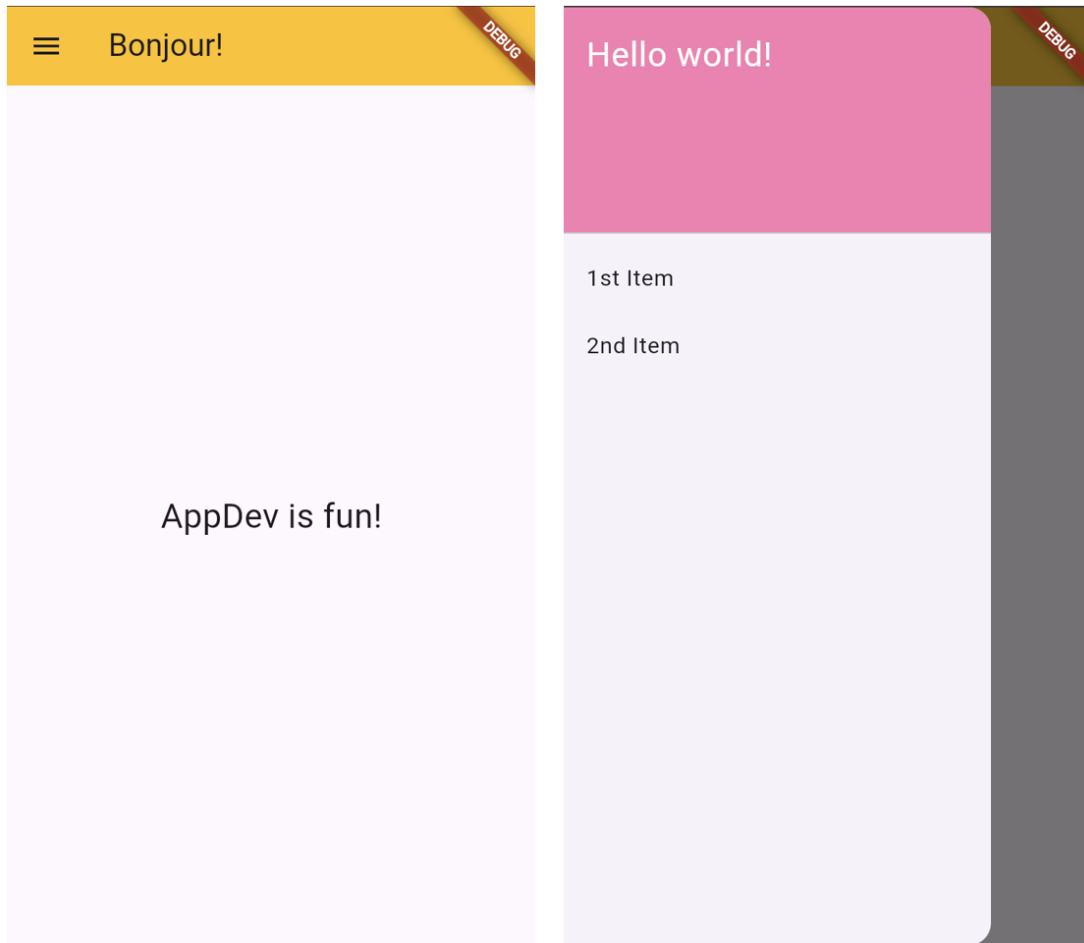 Bonjour!
DEBUG
AppDev is fun!
Hello world!
DEBUG
1st Item
2nd Item